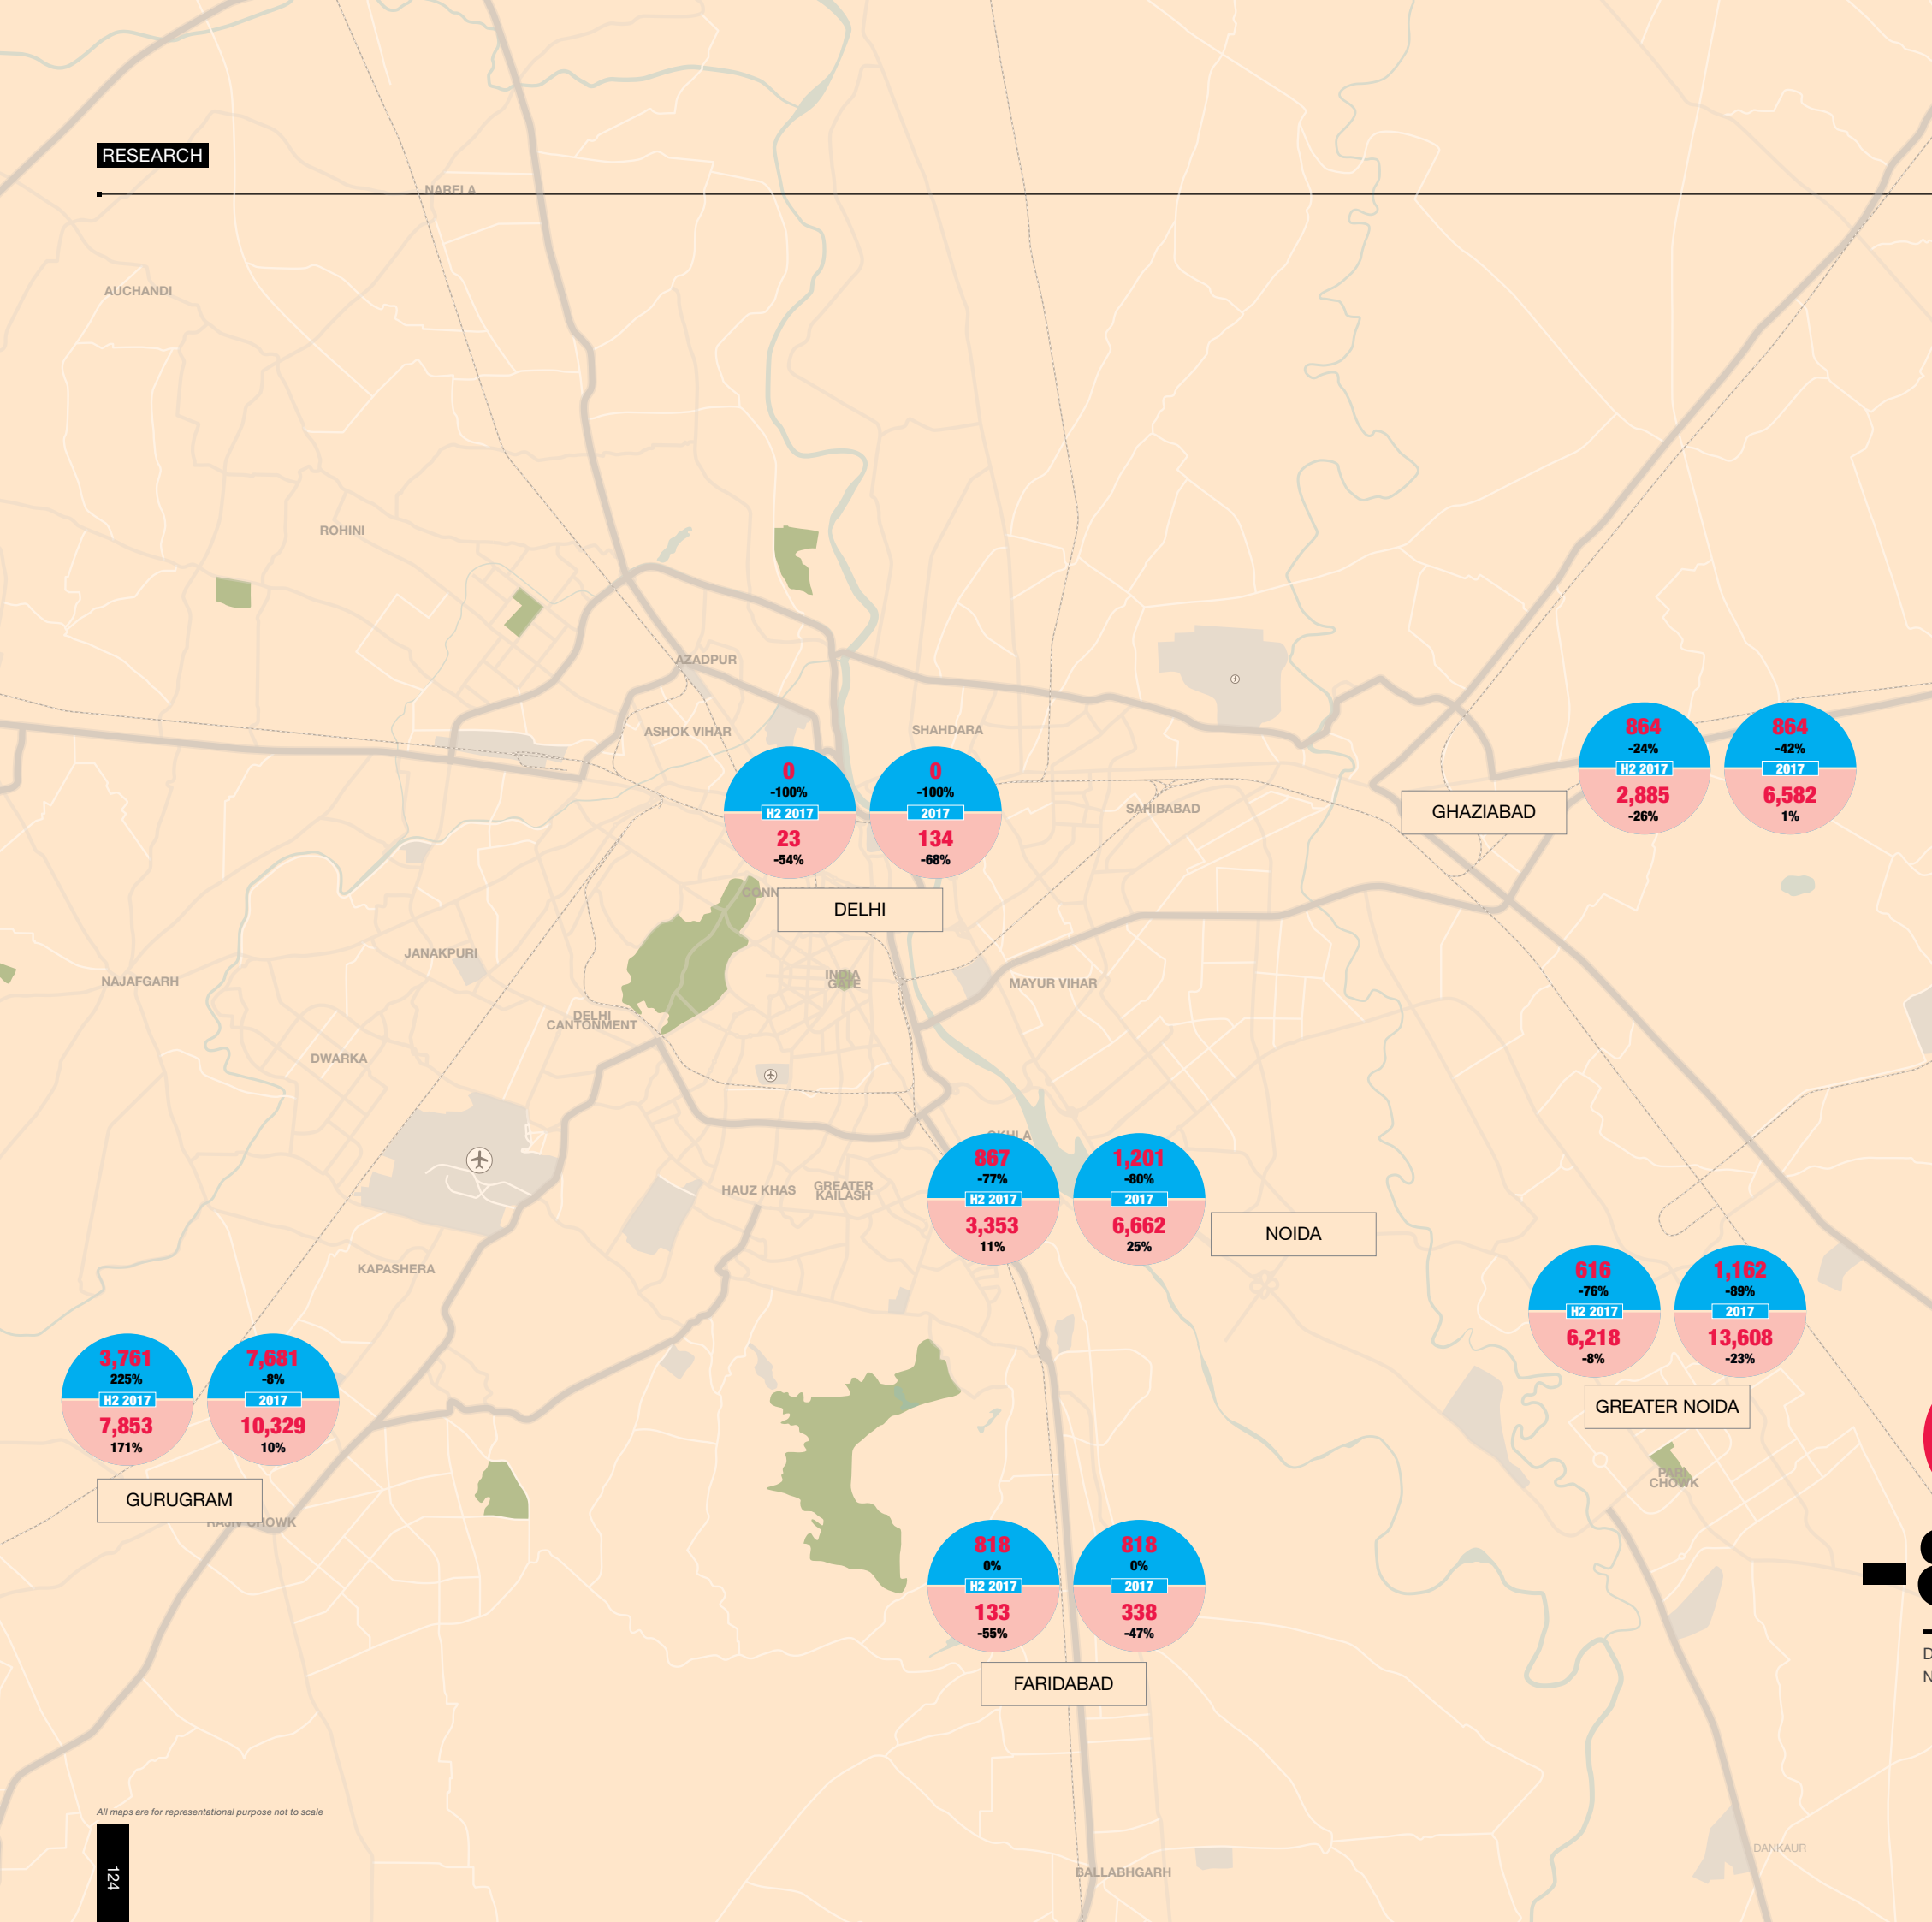 RESEARCH
NARELA
AUCHANDI
ROHINI
AZADPUR
ASHOK VIHAR
SHAHDARA
0
-100%
H2 2017
23
-54%
0
-100%
2017
134
-68%
DELHI
SAHIBABAD
GHAZIABAD
864
-24%
H2 2017
2,885
-26%
864
-42%
2017
6,582
1%
JANAKPURI
NAJAFGARH
INDIA
GATE
MAYUR VIHAR
DELHI
CANTONMENT
DWARKA
HAUZ KHAS
GREATER
KAILASH
867
-77%
H2 2017
3,353
11%
1,201
-80%
2017
6,662
25%
NOIDA
KAPASHERA
616
-76%
H2 2017
6,218
-8%
1,162
-89%
2017
13,608
-23%
GREATER NOIDA
3,761
225%
H2 2017
7,853
171%
7,681
-8%
2017
10,329
10%
GURUGRAM
PARI
CHOWK
818
0%
H2 2017
133
-55%
818
0%
2017
338
-47%
FARIDABAD
All maps are for representational purpose not to scale
124
DANKAUR
BALLABHGARH